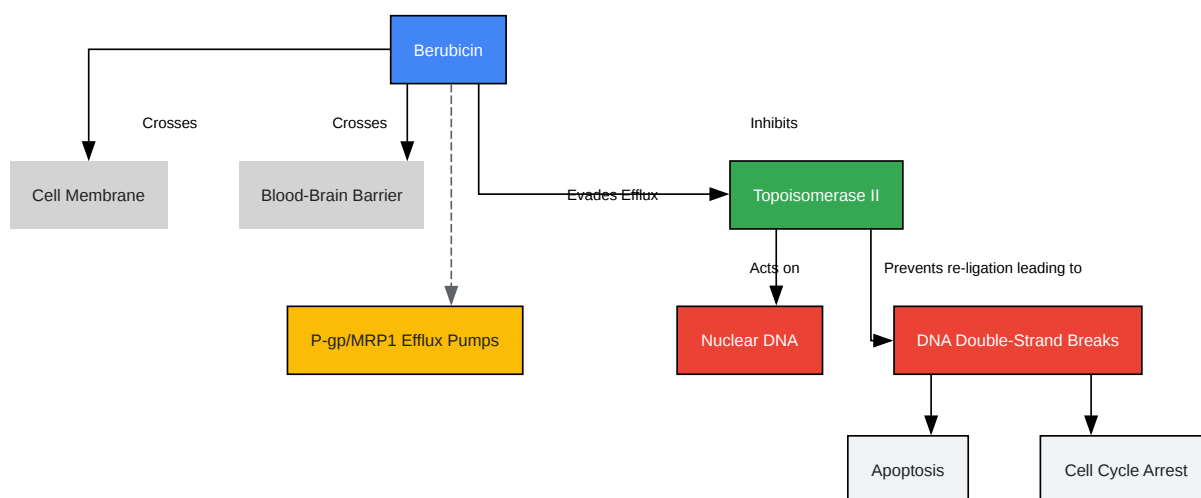 Berubicin
Crosses
Crosses
Inhibits
Cell Membrane
Blood-Brain Barrier
Evades Efflux
Topoisomerase II
Acts on
Prevents re-ligation leading to
P-gp/MRP1 Efflux Pumps
Nuclear DNA
DNA Double-Strand Breaks
Apoptosis
Cell Cycle Arrest